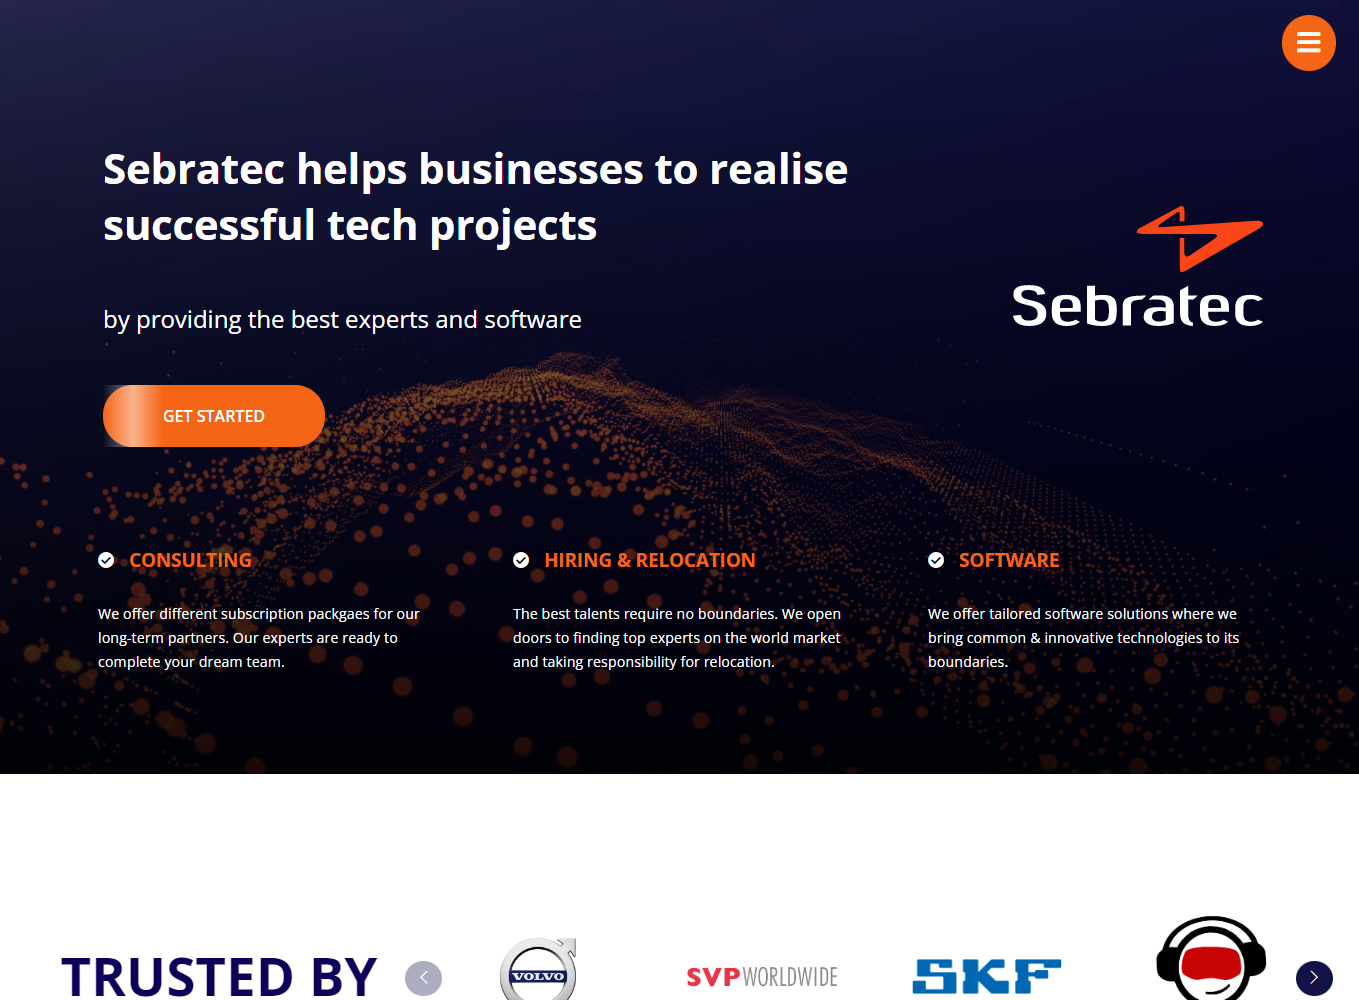 Sebratec helps businesses to realise
successful tech projects
by providing the best experts and software
Sebratec
GET STARTED
CONSULTING
We offer different subscription packgaes for our
long-term partners. Our experts are ready to
complete your dream team.
HIRING & RELOCATION
The best talents require no boundaries. We open
doors to finding top experts on the world market
and taking responsibility for relocation.
SOFTWARE
We offer tailored software solutions where we
bring common & innovative technologies to its
boundaries.
TRUSTED BY
VOLVO
SVP WORLDWIDE
SKF